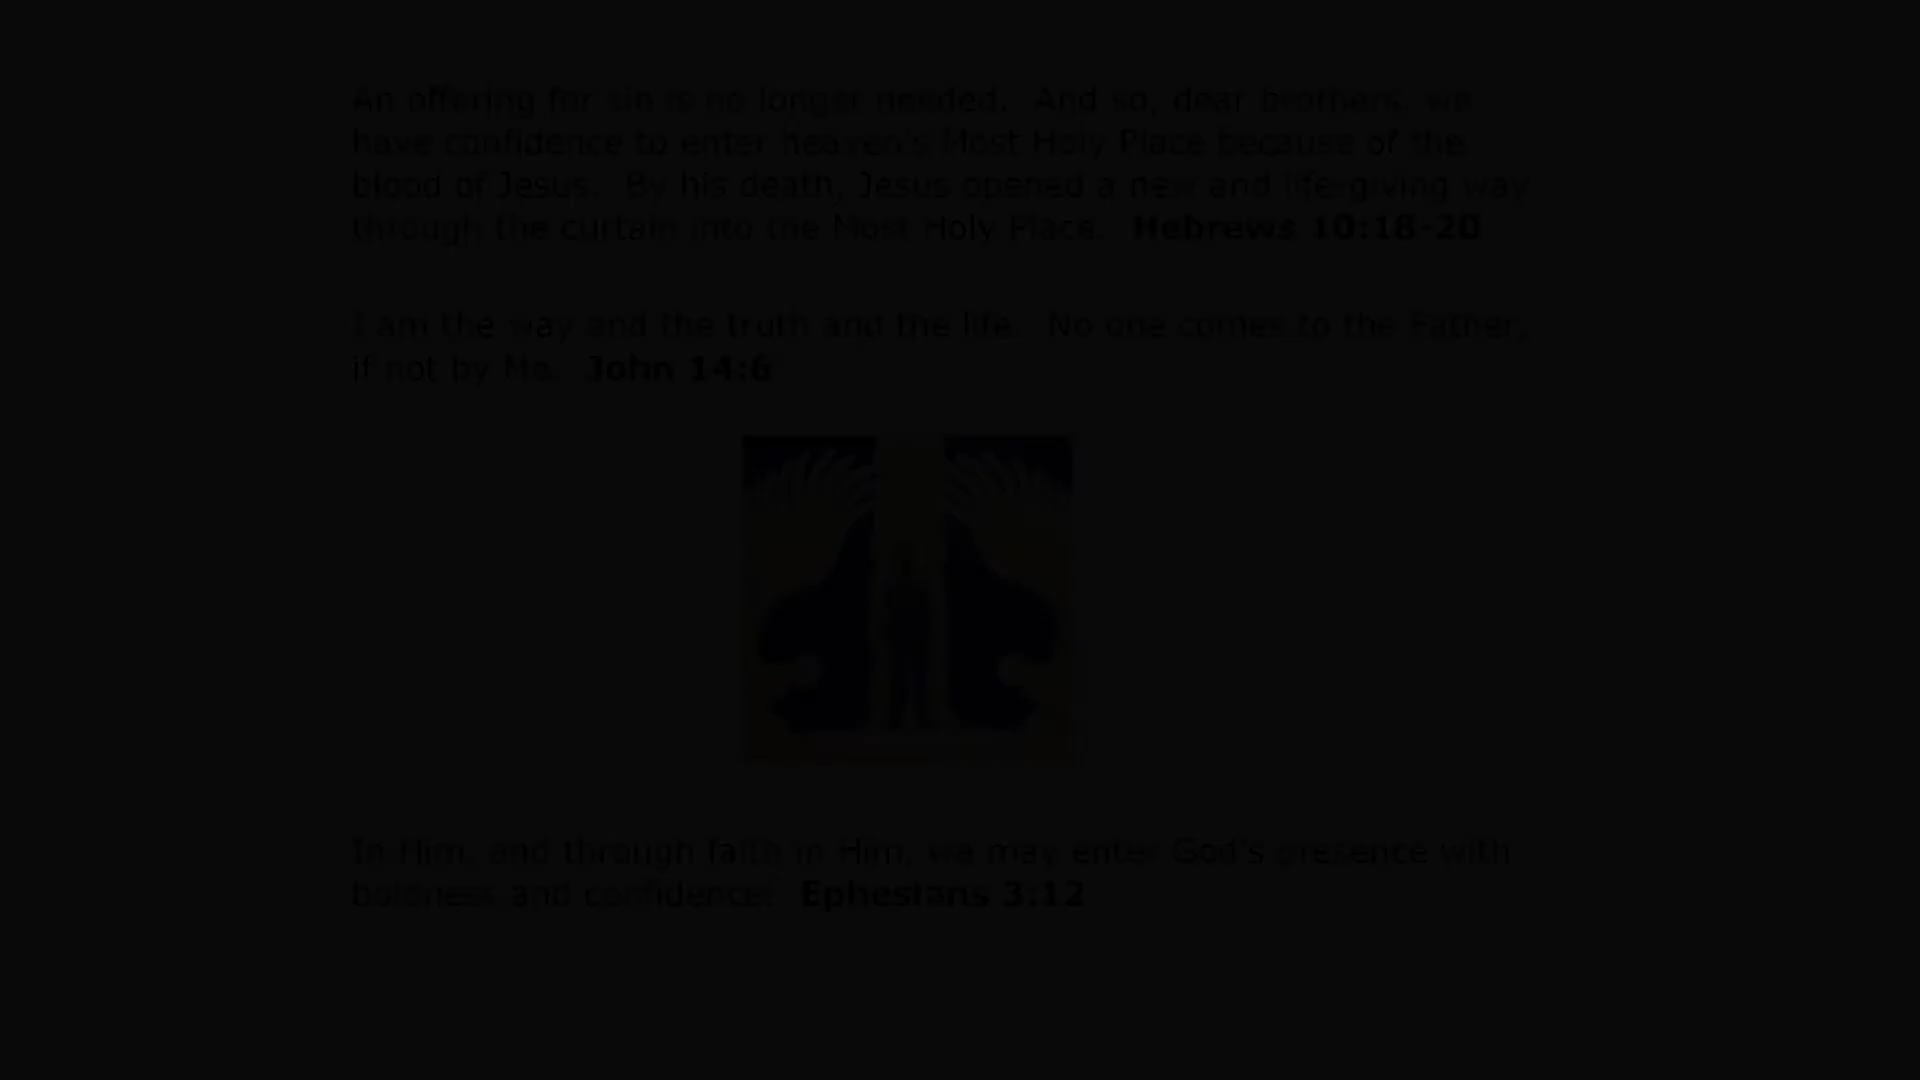 An offering for sin is no longer needed.  And so, dear brothers, we
have confidence to enter heaven's Most Holy Place because of the
blood of Jesus.  By his death, Jesus opened a new and life-giving way
through the curtain into the Most Holy Place.  Hebrews 10:18-20
I am the way and the truth and the life.  No one comes to the Father,
if not by Me.  John 14:6
In Him, and through faith in Him, we may enter God's presence with
boldness and confidence!  Ephesians 3:12